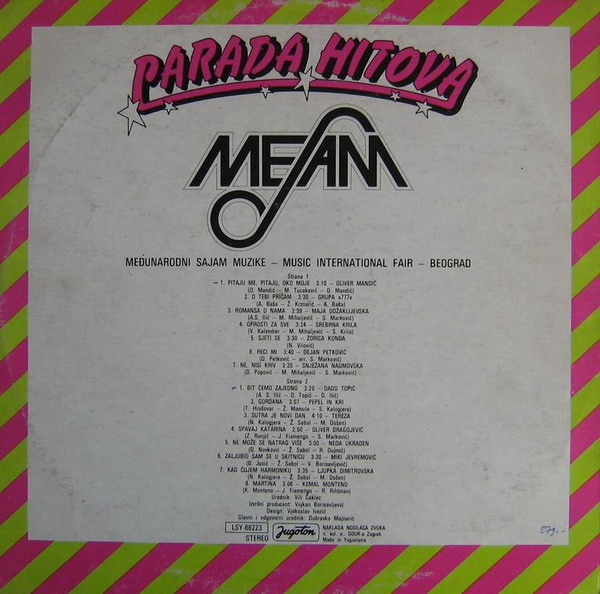 PARADA HITOVA
MESAM
MEĐUNARODNI SAJAM MUZIKE – MUSIC INTERNATIONAL FAIR – BEOGRAD
Strana 1
1. PITAJU ME, PITAJU, OKO MOJE 3:10 – OLIVER MANDIĆ
(O. Mandić – M. Tucaković – O. Mandić)
2. O TEBI PRIČAM 3:30 – GRUPA »777«
(A. Baša – Ž. Krznarić – A. Baša)
3. ROMANSA O NAMA 3:39 – MAJA ODŽAKLIJEVSKA
(A.S. Ilić – M. Mihaljević – S. Marković)
4. OPROSTI ZA SVE 3:24 – SREBRNA KRILA
(V. Kalember – M. Mihaljević – S. Krila)
5. SJETI SE 3:30 – ZORICA KONDA
(N. Vilović)
6. RECI MI 3:40 – DEJAN PETKOVIĆ
(D. Petković – arr. S. Marković)
7. NE, NISI KRIV 3:20 – SNJEŽANA NAUMOVSKA
(D. Popović – M. Mihaljević – S. Marković)
Strana 2
1. BIT ĆEMO ZAJEDNO 3:20 – DADO TOPIĆ
(A. S. Ilić – D. Topić – D. Ilić)
2. GORDANA 3:07 – PEPEL IN KRI
(T. Hrušovar – Ž. Mamula – S. Kalogjera)
3. SUTRA JE NOVI DAN 4:10 – TEREZA
(N. Kalogjera – Ž. Sabol – M. Došen)
4. SPAVAJ KATARINA 2:50 – OLIVER DRAGOJEVIĆ
(Z. Runjić – J. Fiamengo – S. Marković)
5. NE MOŽE SE NATRAG VIŠE 3:00 – NEDA UKRADEN
(Đ. Novković – Ž. Sabol – R. Dujmić)
6. ZALJUBIO SAM SE U SKITNICU 3:30 – MIKI JEVREMOVIĆ
(Đ. Jusić – Ž. Sabol – V. Borisavljević)
7. KAD ČUJEM HARMONIKU 3:35 – LJUPKA DIMITROVSKA
(N. Kalogjera – Ž. Sabol – M. Došen)
8. MARTINA 3:06 – KEMAL MONTENO
(K. Monteno – J. Fiamengo – R. Rihtman)
Urednik: Vili Čaklec
Izvršni producent: Vojkan Borisavljević
Design: Vjekoslav Ivezić
Glavni i odgovorni urednik: Dubravko Majnarić
LSY-66223
STEREO
Jugoton
NAKLADA NOSILACA ZVUKA
n. sol. o., OOUR-a Zagreb
Made in Yugoslavia
279.-